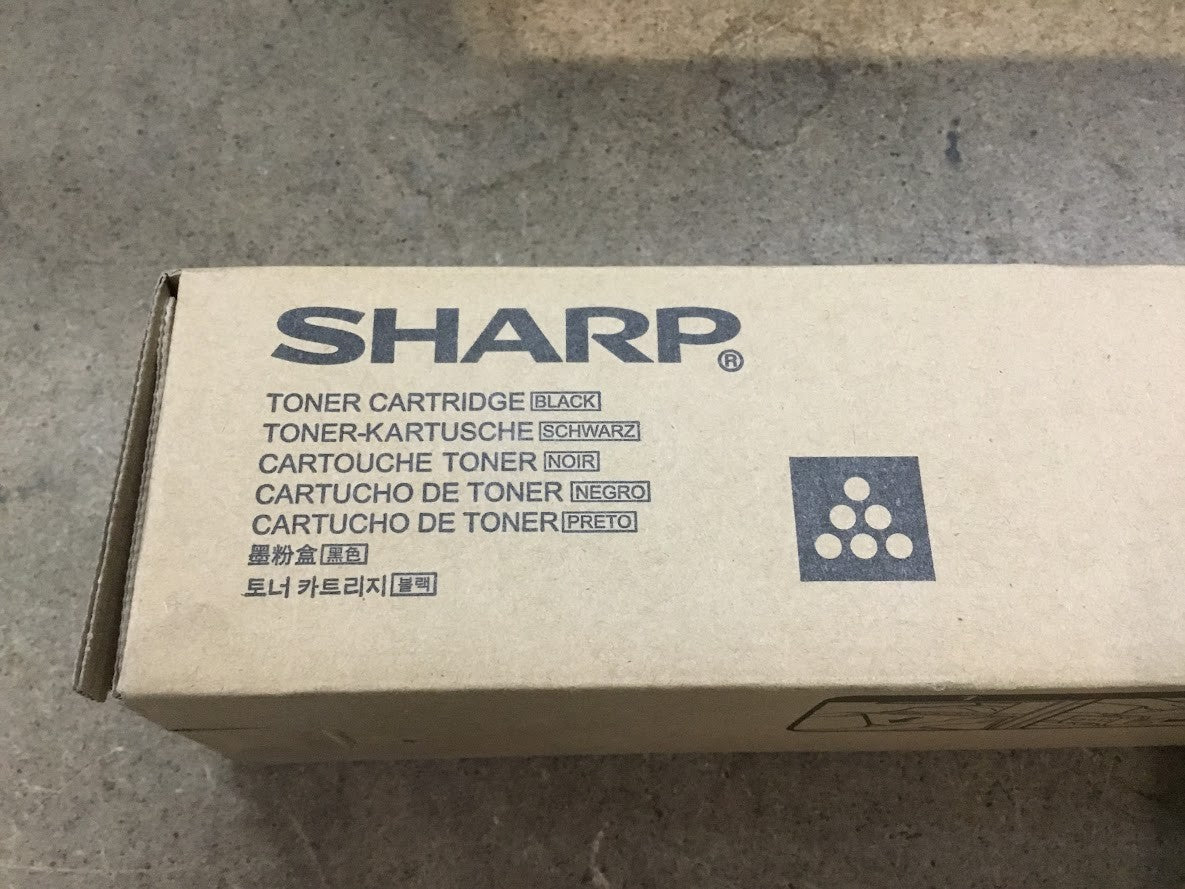 SHARP®
TONER CARTRIDGE BLACK
TONER-KARTUSCHE SCHWARZ
CARTOUCHE TONER NOIR
CARTUCHO DE TONER NEGRO
CARTUCHO DE TONER PRETO
墨粉盒 黑色
토너 카트리지 블랙